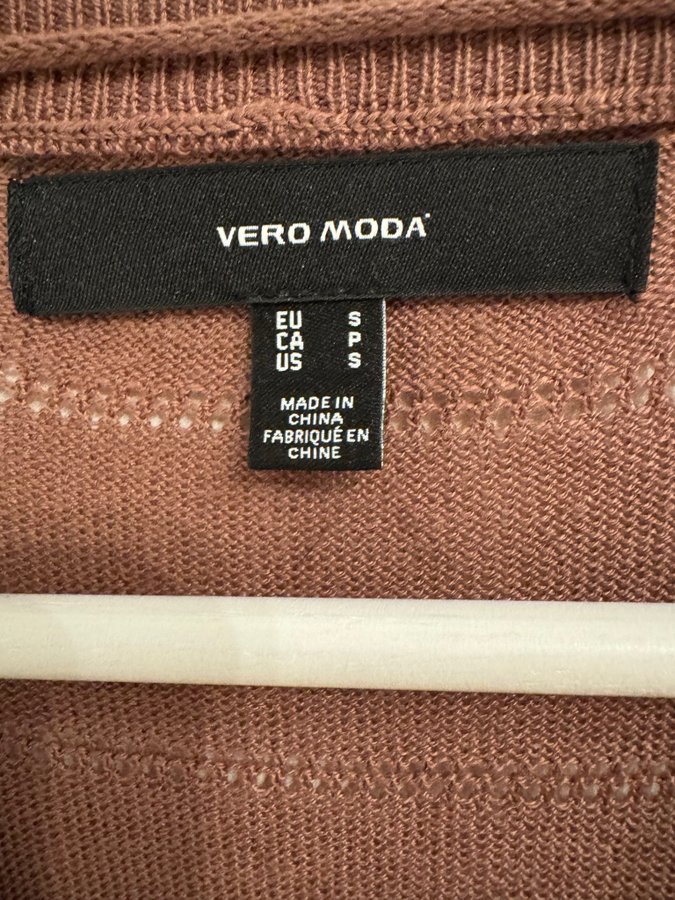 VERO MODA
EU S
CA P
US S
MADE IN
CHINA
FABRIQUÉ EN
CHINE